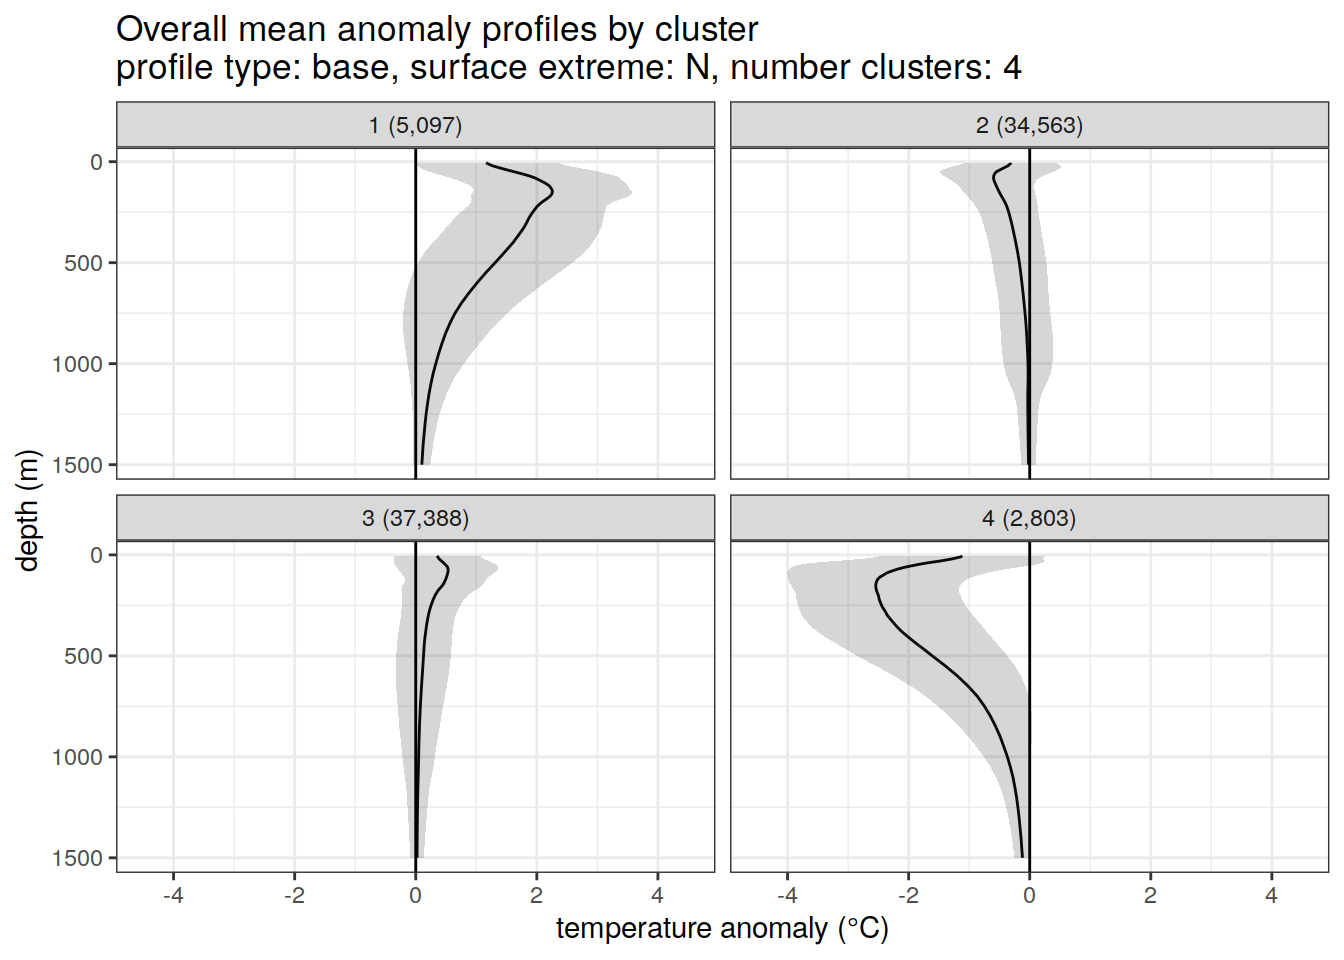 Overall mean anomaly profiles by cluster
profile type: base, surface extreme: N, number clusters: 4
1 (5,097)
2 (34,563)
0
500
1000
1500
3 (37,388)
4 (2,803)
0
500
1000
1500
depth (m)
-4 -2 0 2 4
-4 -2 0 2 4
temperature anomaly (°C)